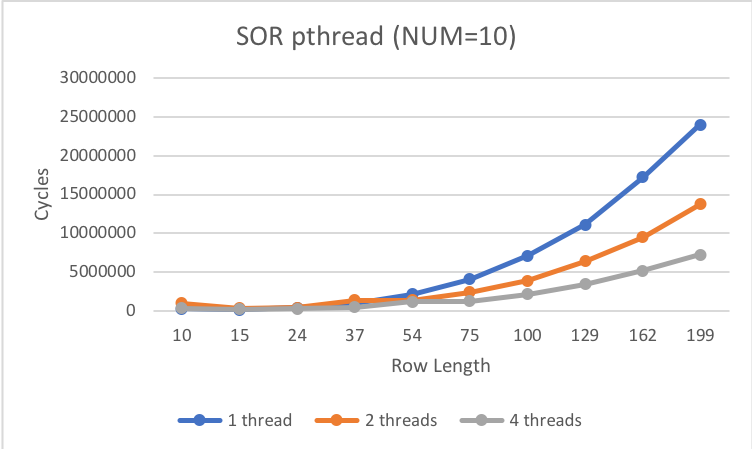 SOR pthread (NUM=10)
30000000
25000000
20000000
15000000
10000000
5000000
0
Cycles
10 15 24 37 54 75 100 129 162 199
Row Length
1 thread 2 threads 4 threads